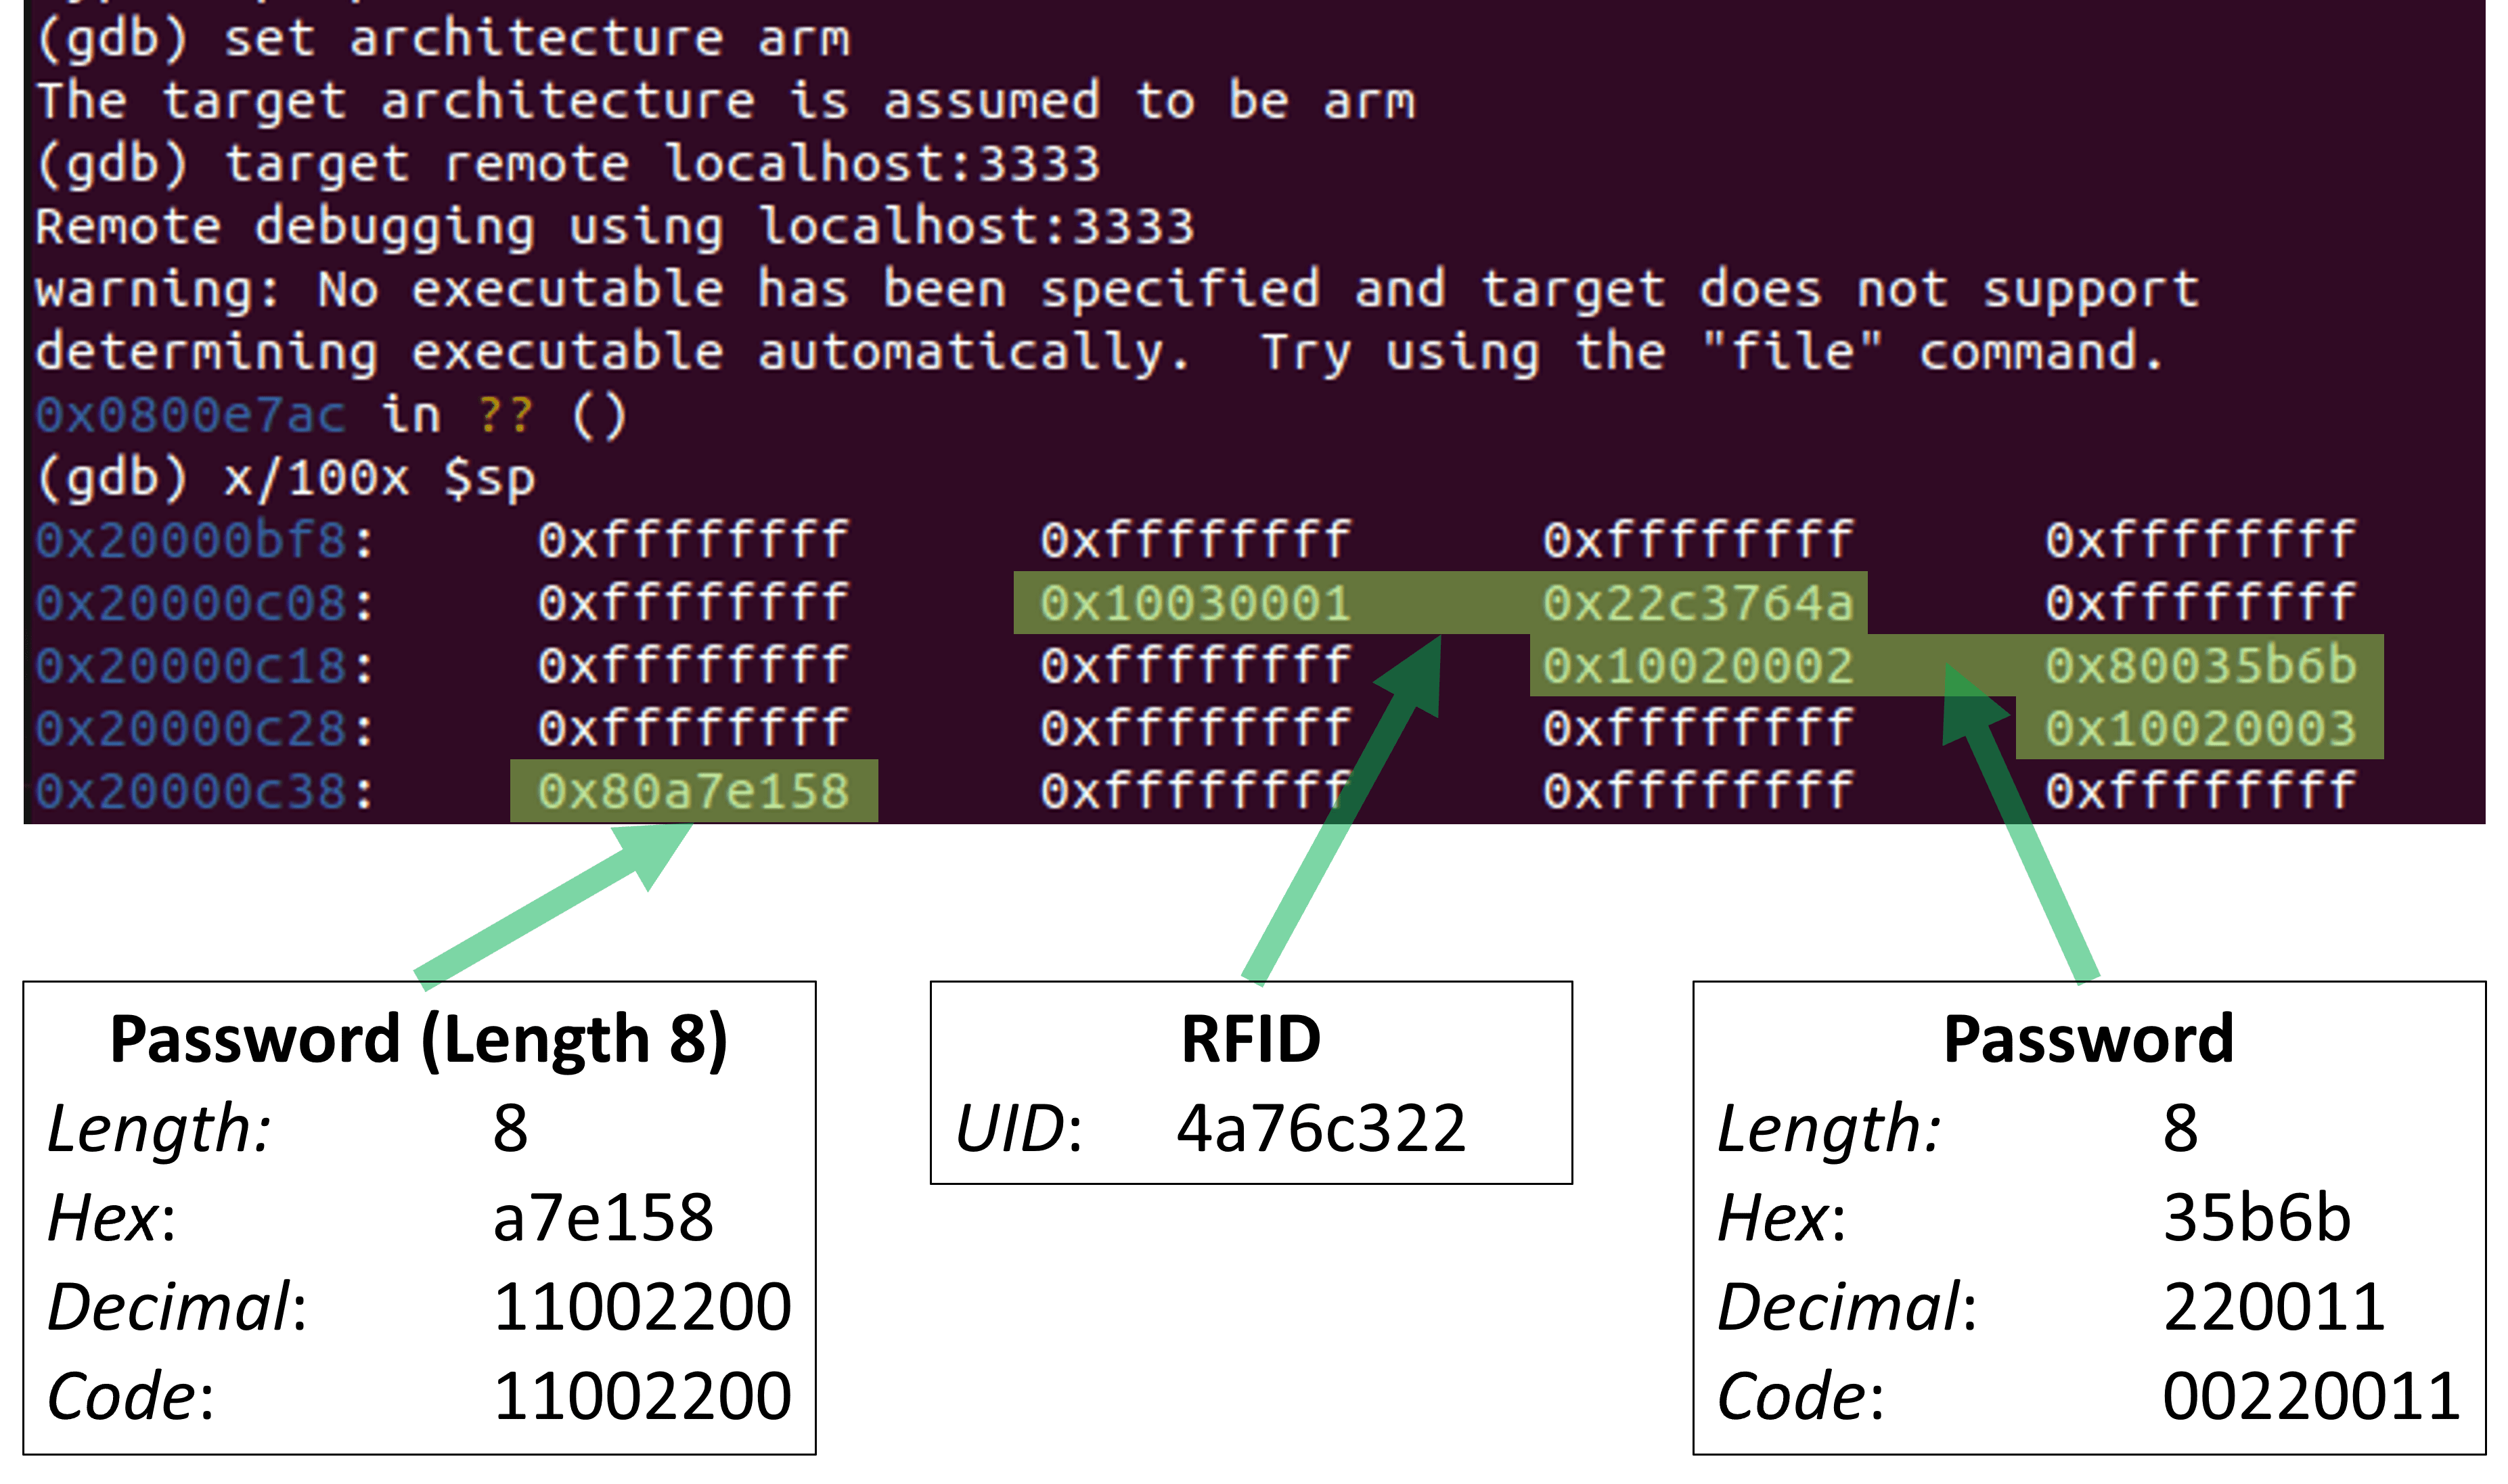 (gdb) set architecture arm
The target architecture is assumed to be arm
(gdb) target remote localhost:3333
Remote debugging using localhost:3333
warning: No executable has been specified and target does not support
determining executable automatically.  Try using the "file" command.
0x0800e7ac in ?? ()
(gdb) x/100x $sp
0x20000bf8: 0xffffffff 0xffffffff 0xffffffff 0xffffffff
0x20000c08: 0xffffffff 0x10030001 0x22c3764a 0xffffffff
0x20000c18: 0xffffffff 0xffffffff 0x10020002 0x80035b6b
0x20000c28: 0xffffffff 0xffffffff 0xffffffff 0x10020003
0x20000c38: 0x80a7e158 0xffffffff 0xffffffff 0xffffffff
Password (Length 8)
Length: 8
Hex: a7e158
Decimal: 11002200
Code: 11002200
RFID
UID: 4a76c322
Password
Length: 8
Hex: 35b6b
Decimal: 220011
Code: 00220011